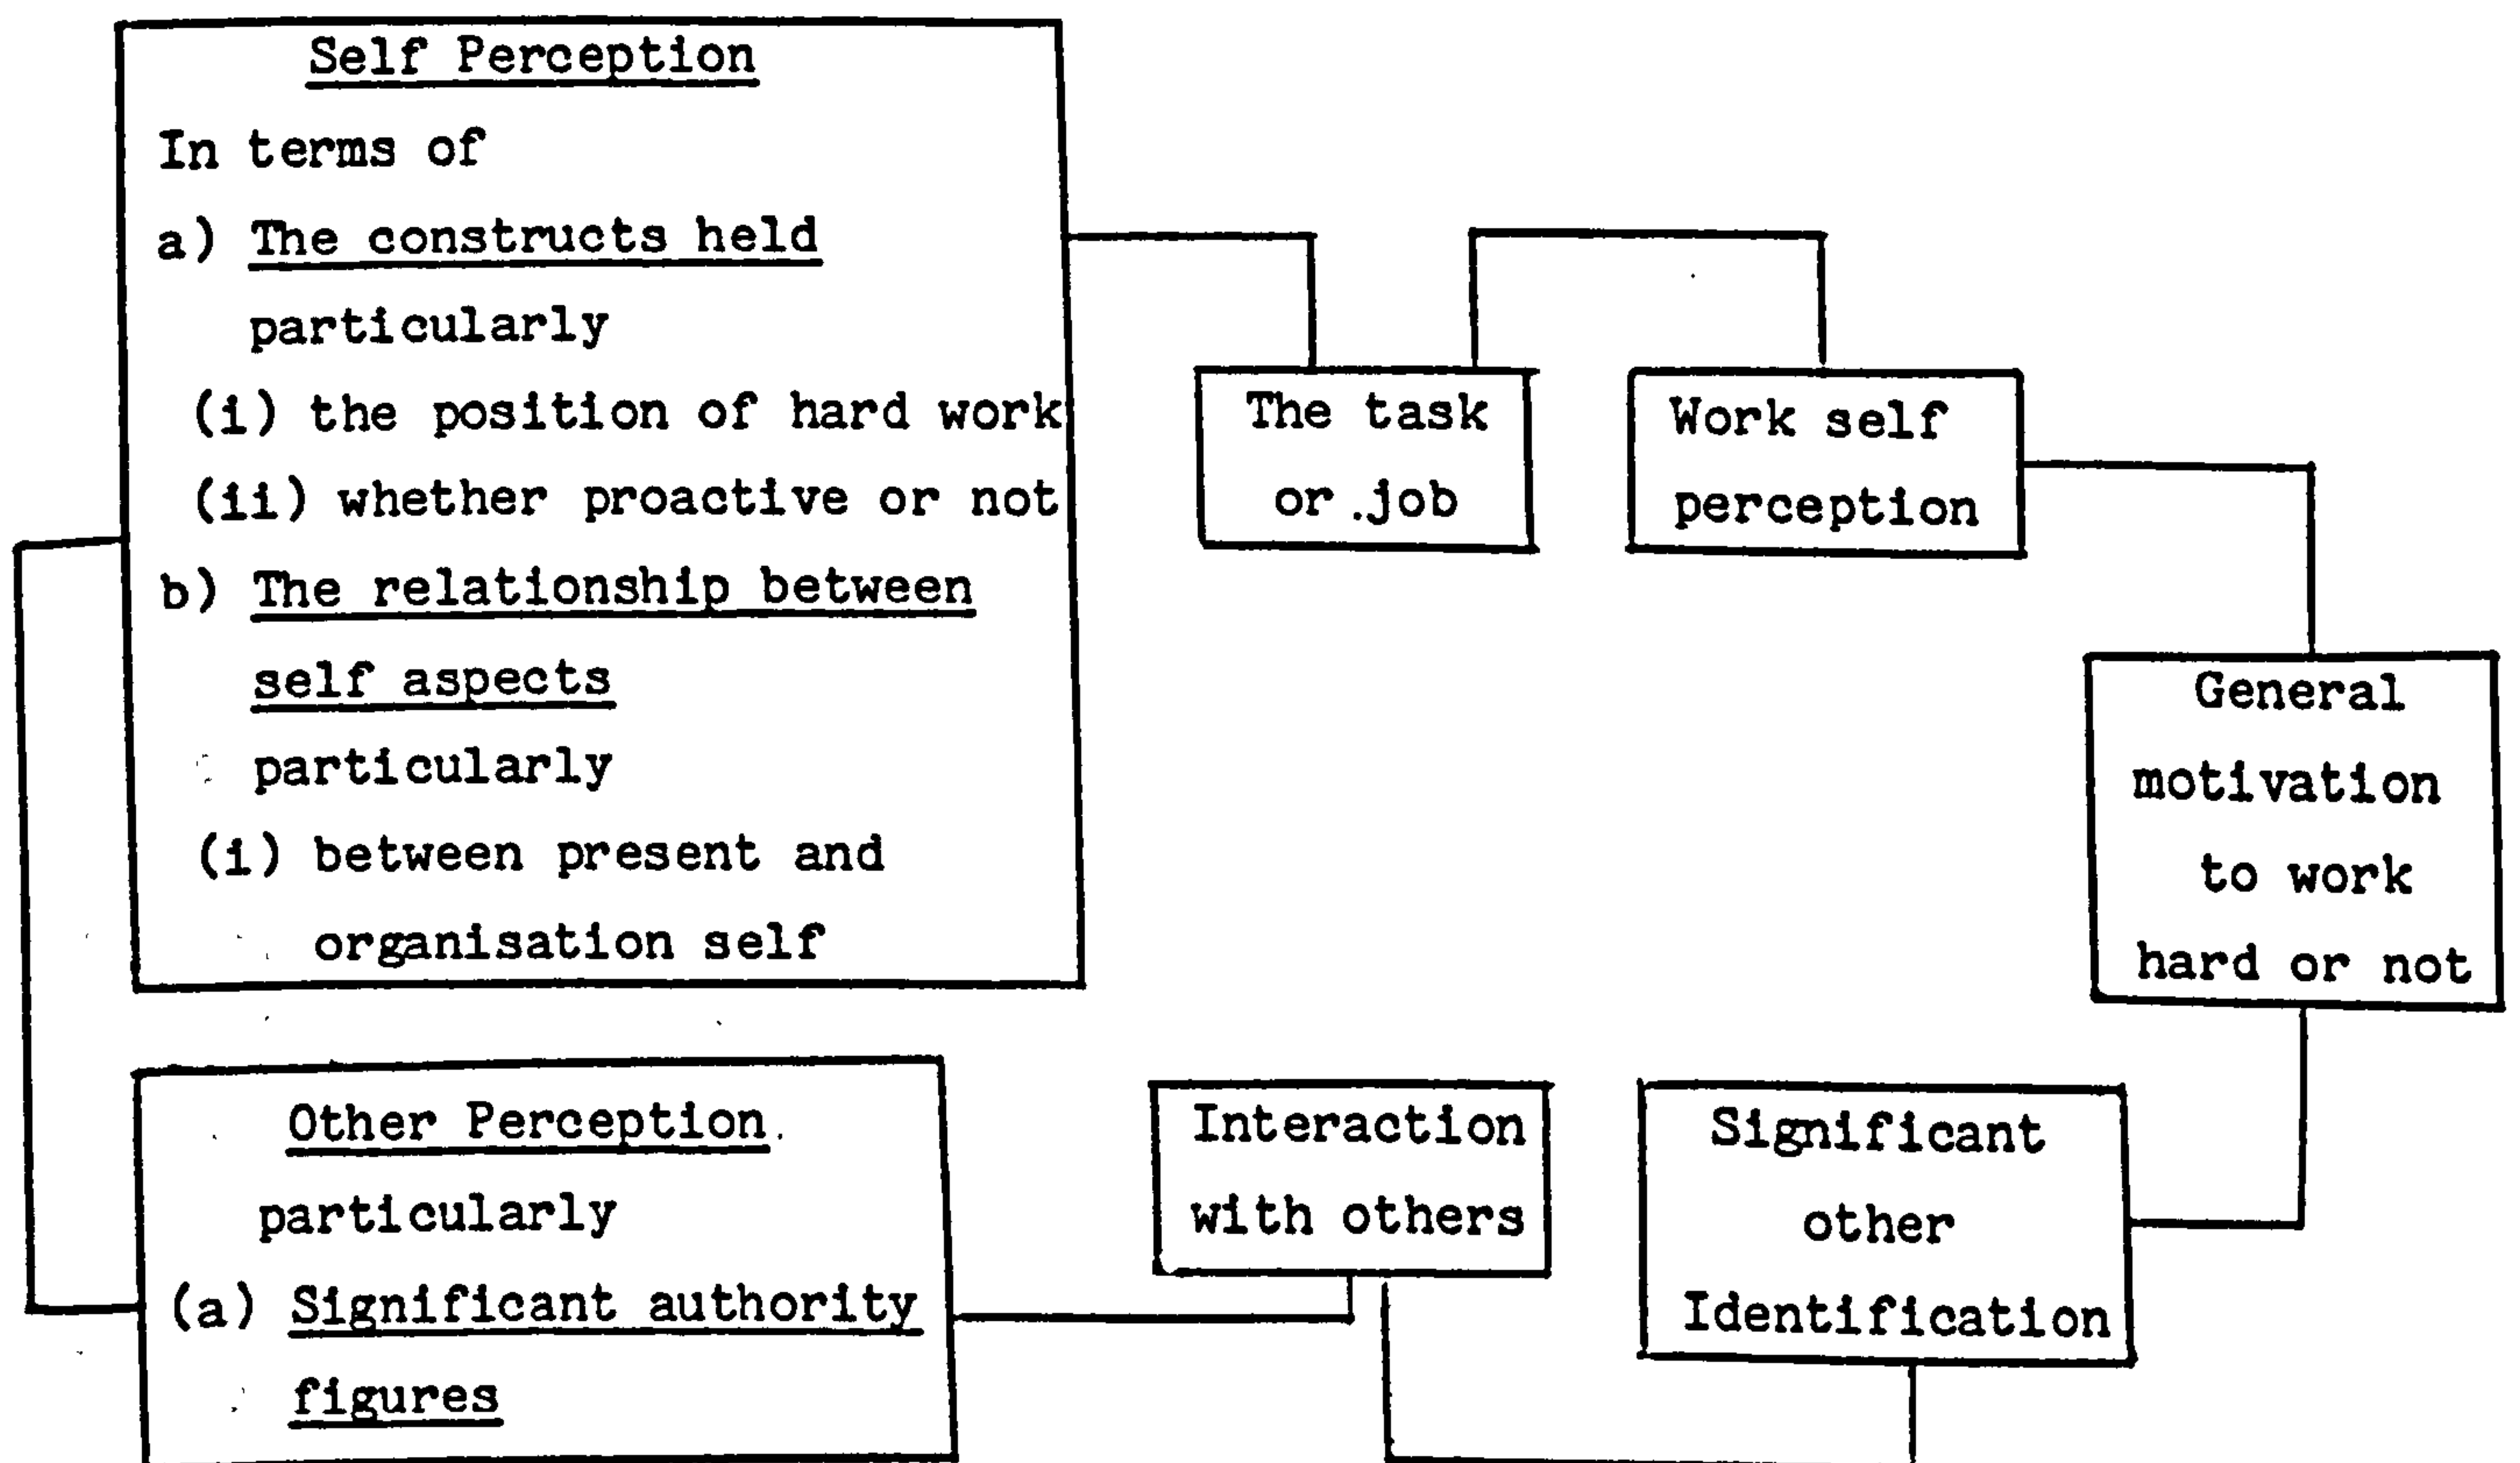 Self Perception
In terms of
a) The constructs held
particularly
(i) the position of hard work
(ii) whether proactive or not
b) The relationship between
self aspects
particularly
(i) between present and
organisation self
The task
or job
Work self
perception
General
motivation
to work
hard or not
Other Perception
particularly
(a) Significant authority
figures
Interaction
with others
Significant
other
Identification